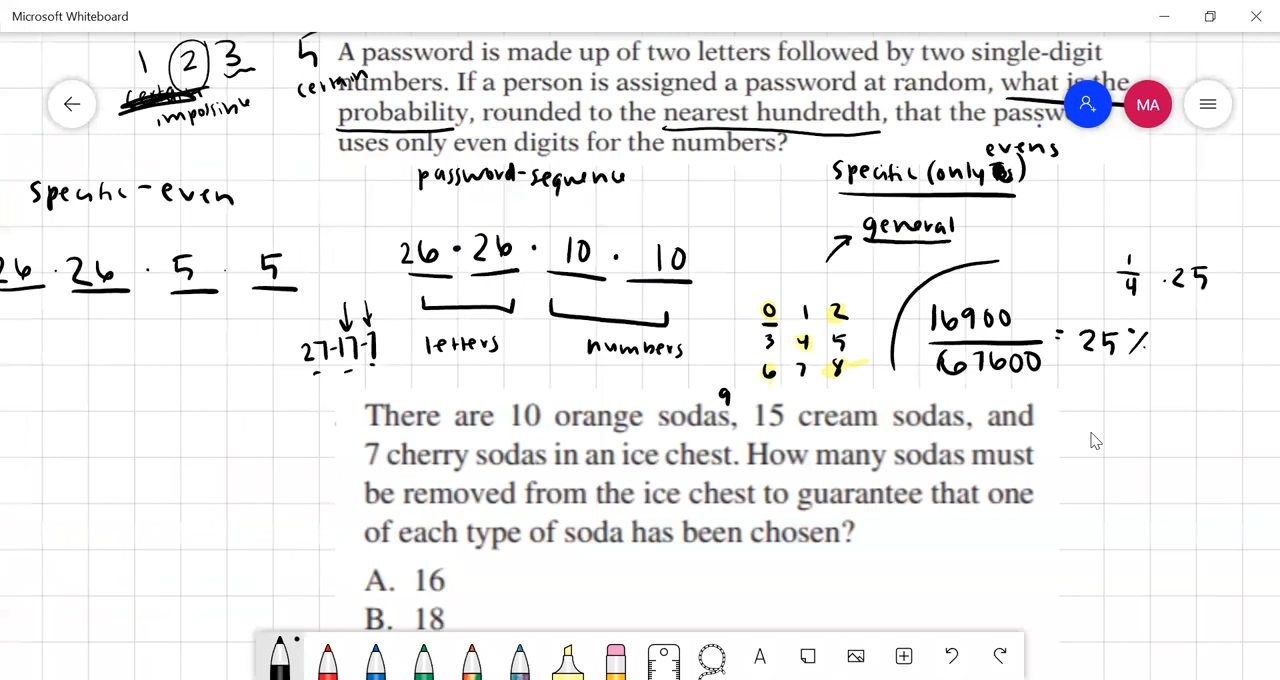 Microsoft Whiteboard
1 2 3 5
impossible
certain
A password is made up of two letters followed by two single-digit
numbers. If a person is assigned a password at random, what is the
MA
probability, rounded to the nearest hundredth, that the passw
uses only even digits for the numbers?
evens
specific - even
password-sequence
specific (only )
general
26 · 26 · 5 · 5
26 · 26 · 10 · 10
1/4 .25
27-17-7
letters
numbers
0 1 2
3 4 5
6 7 8
9
16900
67600
= 25%
There are 10 orange sodas, 15 cream sodas, and
7 cherry sodas in an ice chest. How many sodas must
be removed from the ice chest to guarantee that one
of each type of soda has been chosen?
A. 16
B. 18
A